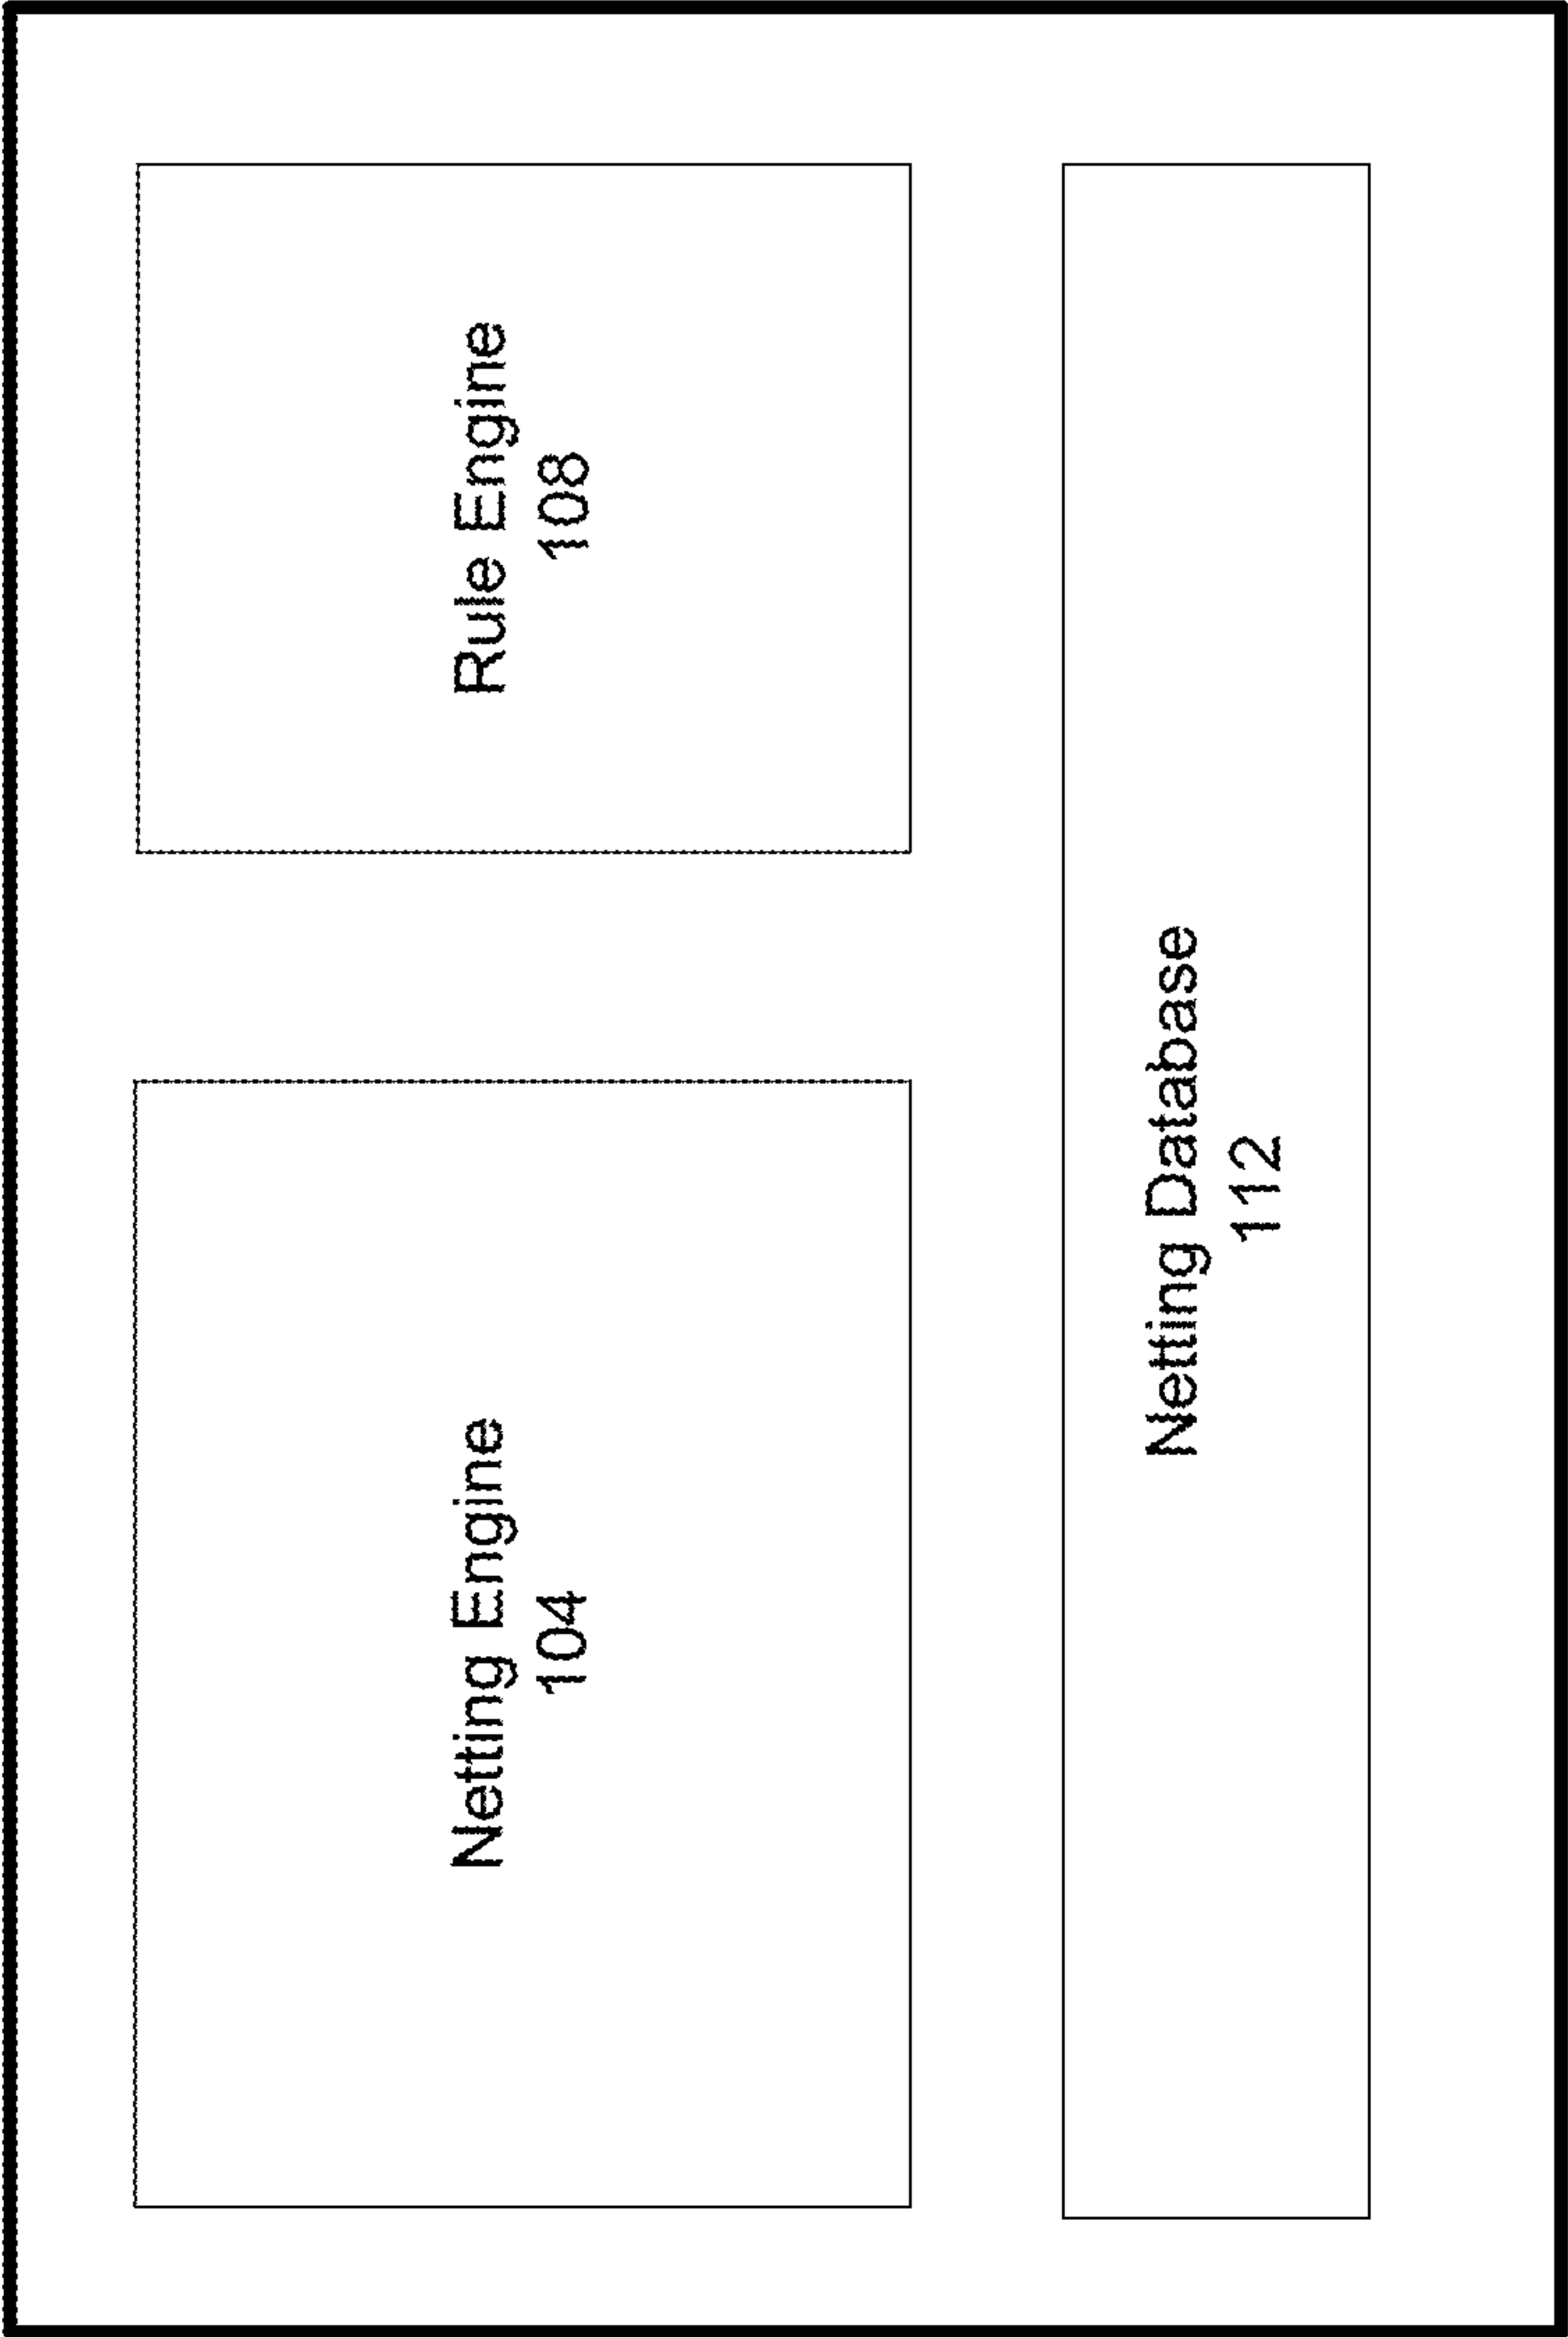 Netting Engine
104
Rule Engine
108
Netting Database
112